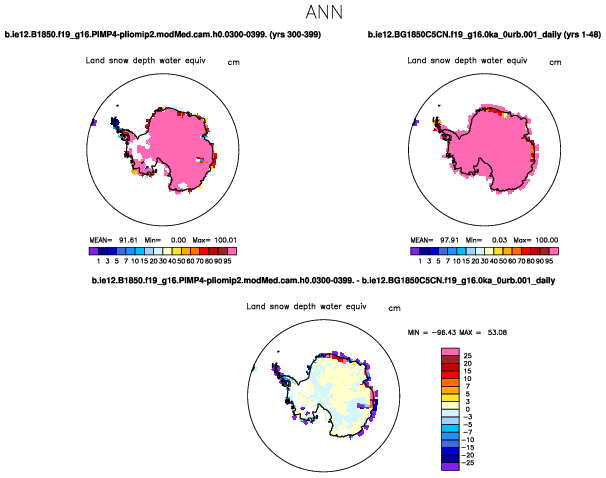 ANN
b.ie12.B1850.f19_g16.PIMP4-pliomip2.modMed.cam.h0.0300-0399. (yrs 300-399)
b.ie12.BG1850C5CN.f19_g16.0ka_0urb.001_daily (yrs 1-48)
Land snow depth water equiv cm
Land snow depth water equiv cm
MEAN= 91.61 Min= 0.00 Max= 100.01
MEAN= 97.91 Min= 0.03 Max= 100.00
1 3 5 7 10 15 20 30 40 50 60 70 80 90 95
1 3 5 7 10 15 20 30 40 50 60 70 80 90 95
b.ie12.B1850.f19_g16.PIMP4-pliomip2.modMed.cam.h0.0300-0399. - b.ie12.BG1850C5CN.f19_g16.0ka_0urb.001_daily
Land snow depth water equiv cm
MIN = -96.43 MAX = 53.08
25
20
15
10
7
5
3
0
-3
-5
-7
-10
-15
-20
-25